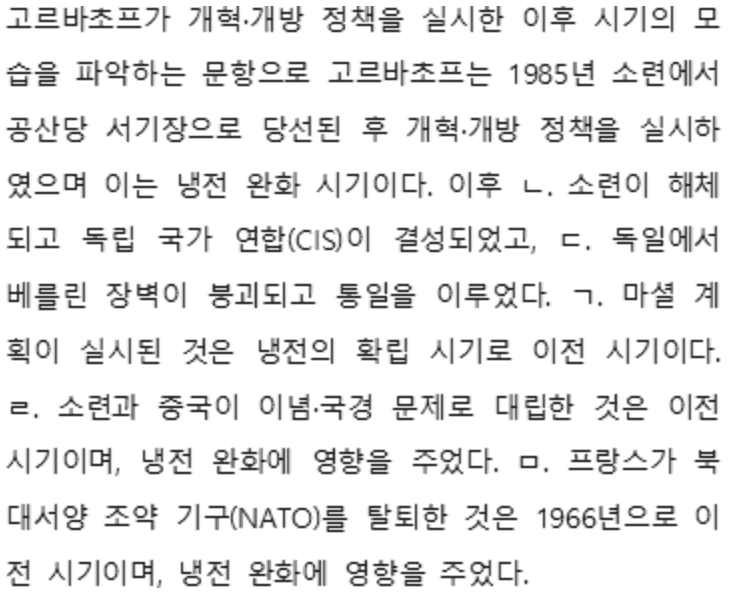 고르바초프가 개혁·개방 정책을 실시한 이후 시기의 모
습을 파악하는 문항으로 고르바초프는 1985년 소련에서
공산당 서기장으로 당선된 후 개혁·개방 정책을 실시하
였으며 이는 냉전 완화 시기이다. 이후 ㄴ. 소련이 해체
되고 독립 국가 연합(CIS)이 결성되었고, ㄷ. 독일에서
베를린 장벽이 붕괴되고 통일을 이루었다. ㄱ. 마셜 계
획이 실시된 것은 냉전의 확립 시기로 이전 시기이다.
ㄹ. 소련과 중국이 이념·국경 문제로 대립한 것은 이전
시기이며, 냉전 완화에 영향을 주었다. ㅁ. 프랑스가 북
대서양 조약 기구(NATO)를 탈퇴한 것은 1966년으로 이
전 시기이며, 냉전 완화에 영향을 주었다.